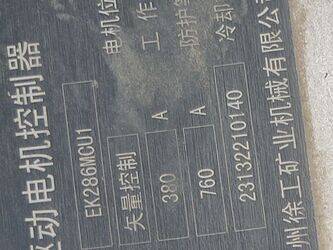 动电机控制器
EK286MCU1
电机位
矢量控制
工作
380 A
防护等
760 A
冷却
23132210140
州徐工矿业机械有限公